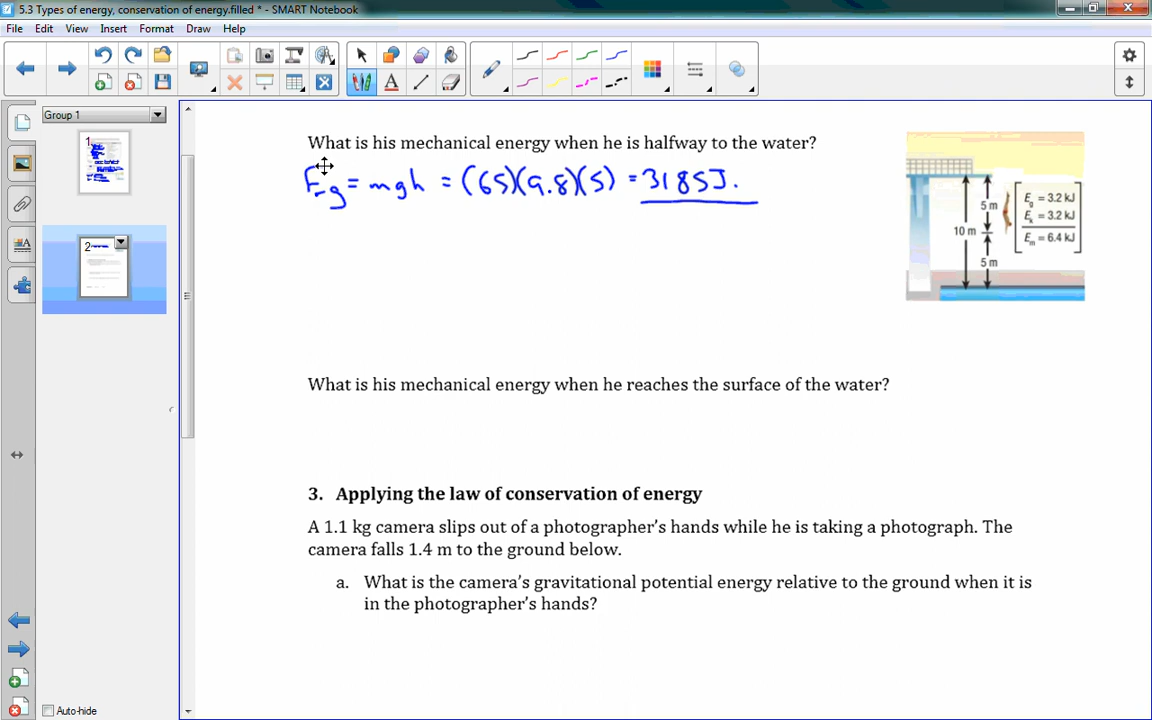 5.3 Types of energy, conservation of energy.filled * - SMART Notebook
File Edit View Insert Format Draw Help
Group 1
1
2
Auto-hide
What is his mechanical energy when he is halfway to the water?
Eg = mgh = (65)(9.8)(5) = 3185J.
5 m
10 m
5 m
Eg = 3.2 kJ
Ek = 3.2 kJ
Em = 6.4 kJ
What is his mechanical energy when he reaches the surface of the water?
3. Applying the law of conservation of energy
A 1.1 kg camera slips out of a photographer's hands while he is taking a photograph. The
camera falls 1.4 m to the ground below.
a. What is the camera's gravitational potential energy relative to the ground when it is
in the photographer's hands?